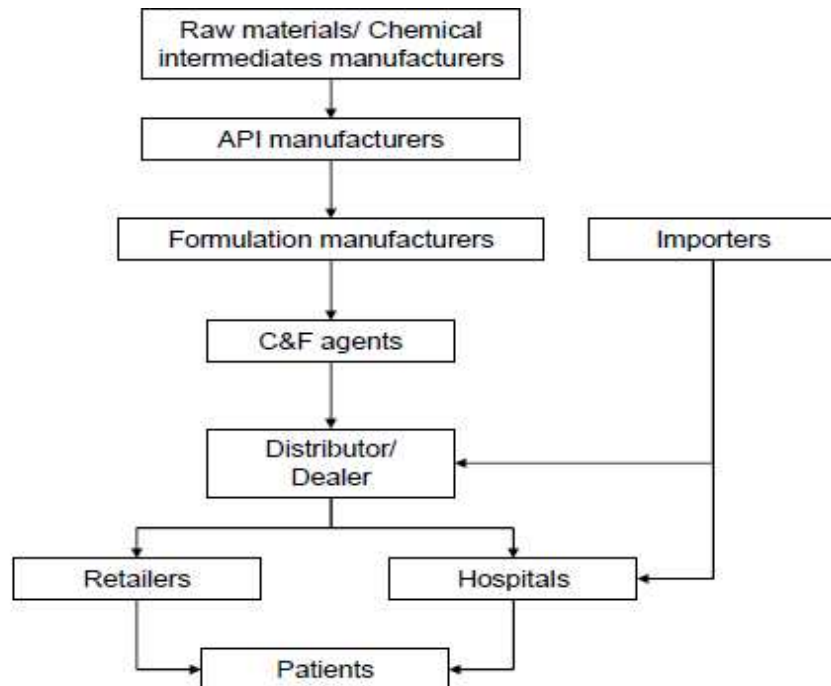 Raw materials/ Chemical
intermediates manufacturers
API manufacturers
Formulation manufacturers
Importers
C&F agents
Distributor/
Dealer
Retailers
Hospitals
Patients